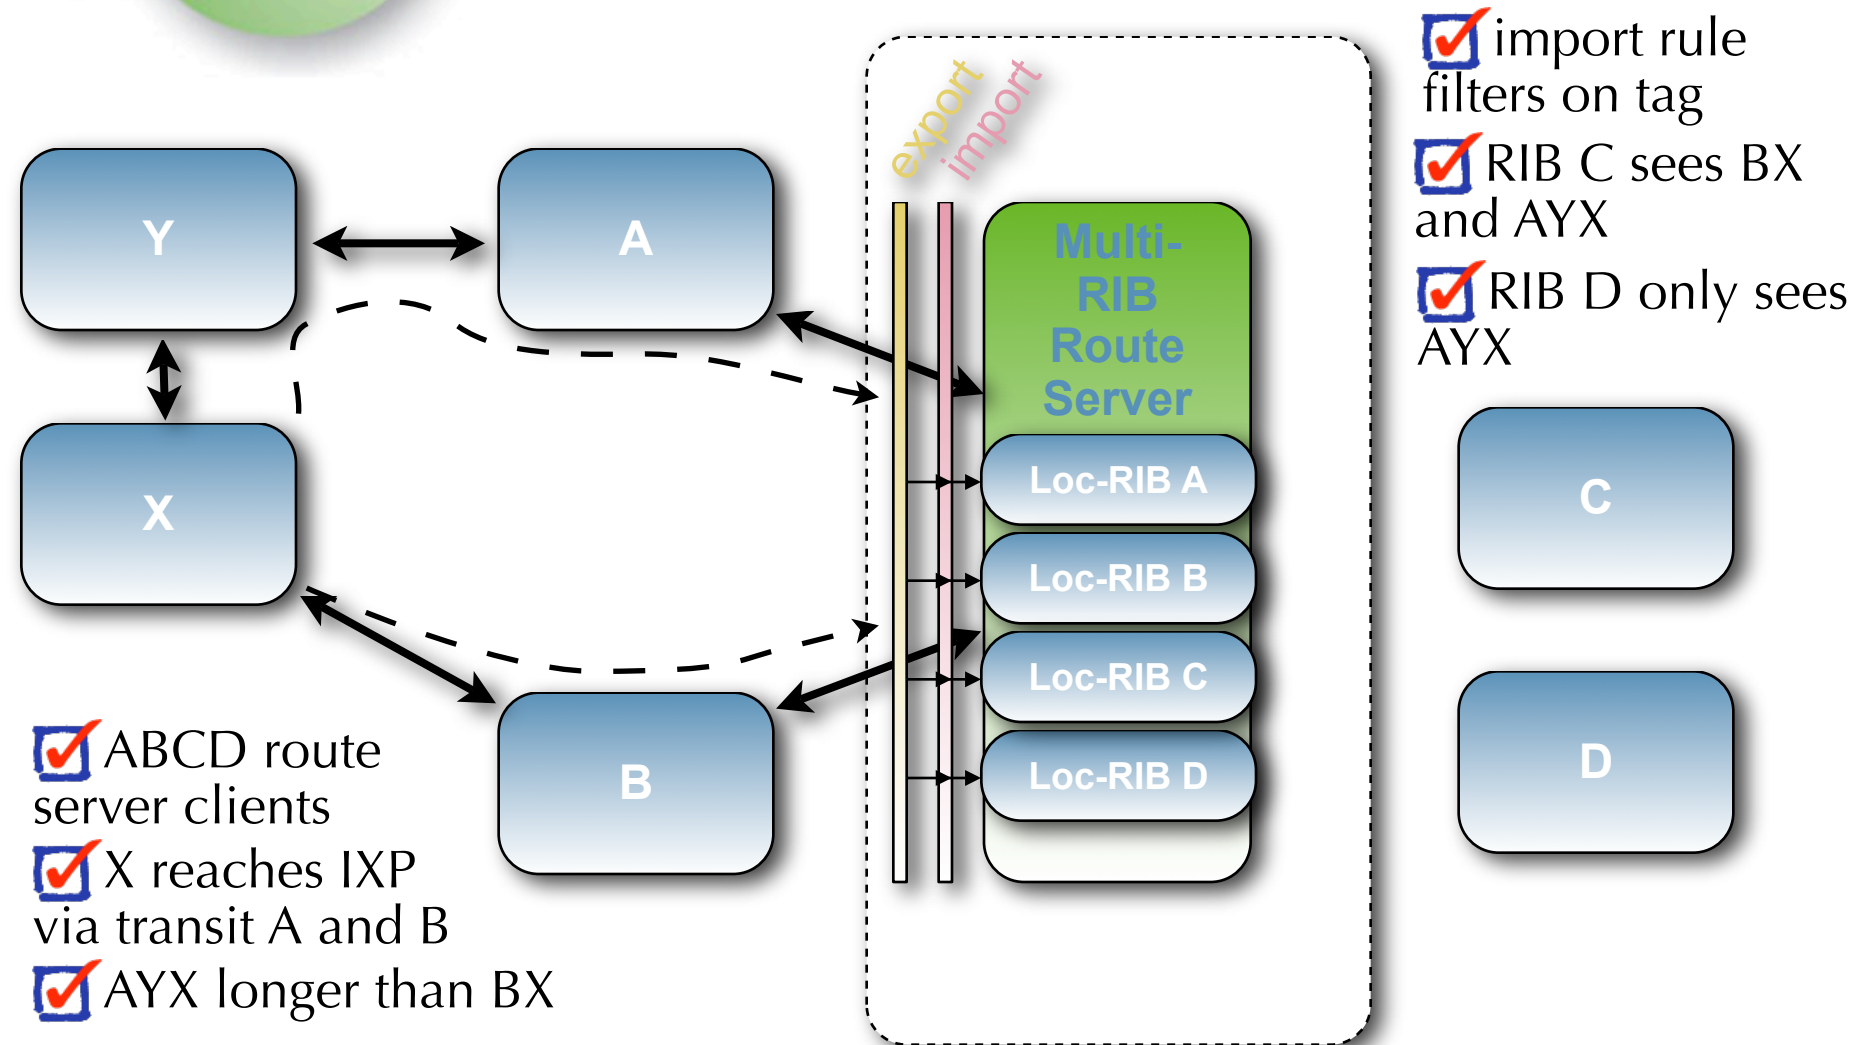 export
import
import rule
filters on tag
RIB C sees BX
and AYX
RIB D only sees
AYX
Y
A
Multi-
RIB
Route
Server
X
Loc-RIB A
Loc-RIB B
Loc-RIB C
Loc-RIB D
C
D
B
ABCD route
server clients
X reaches IXP
via transit A and B
AYX longer than BX